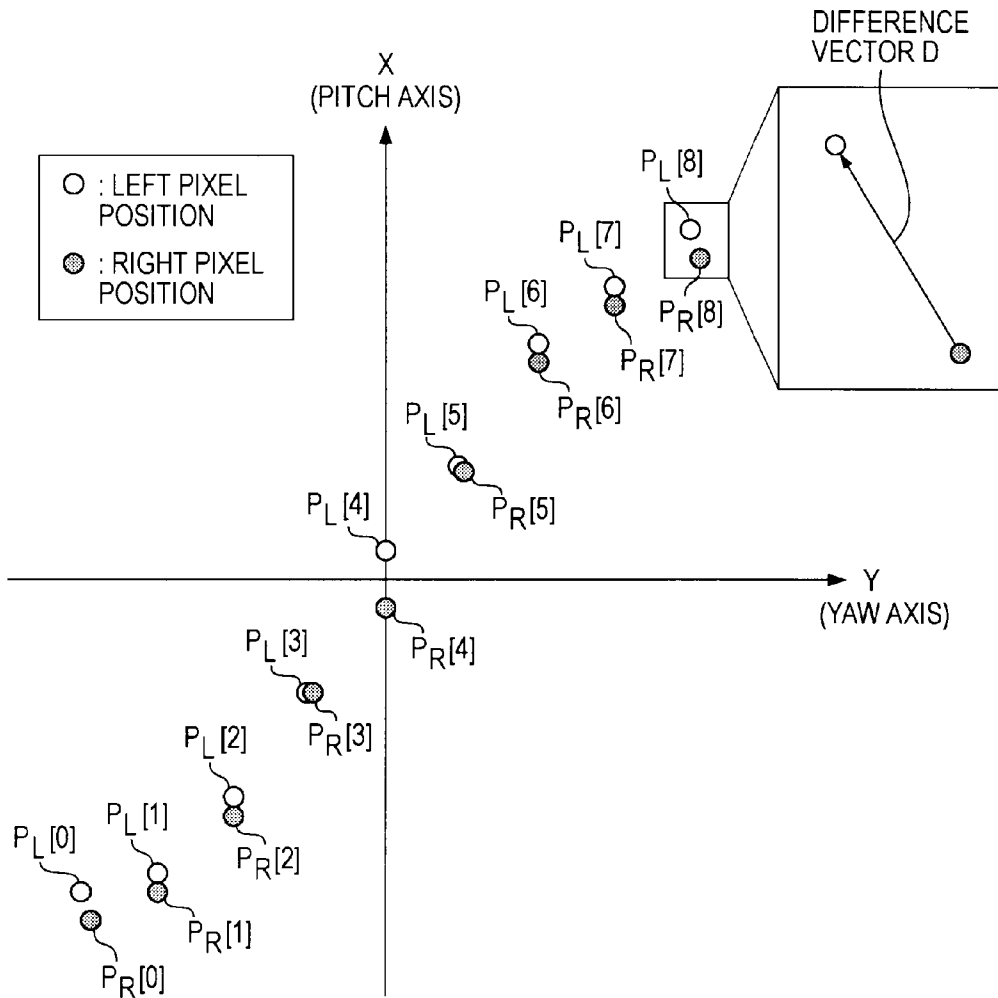 DIFFERENCE
VECTOR D
X
(PITCH AXIS)
: LEFT PIXEL
POSITION
: RIGHT PIXEL
POSITION
PL[8]
PR[8]
PL[7]
PR[7]
PL[6]
PR[6]
PL[5]
PR[5]
PL[4]
Y
(YAW AXIS)
PR[4]
PL[3]
PR[3]
PL[2]
PR[2]
PL[1]
PR[1]
PL[0]
PR[0]